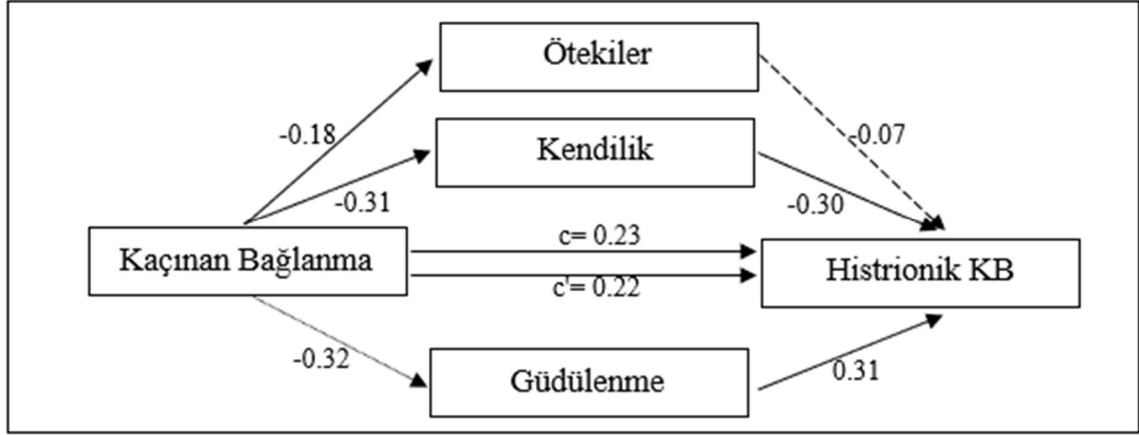 Ötekiler
-0.18
-0.07
Kendilik
-0.31
-0.30
Kaçınan Bağlanma
c= 0.23
c'= 0.22
Histrionik KB
-0.32
Güdülenme
0.31